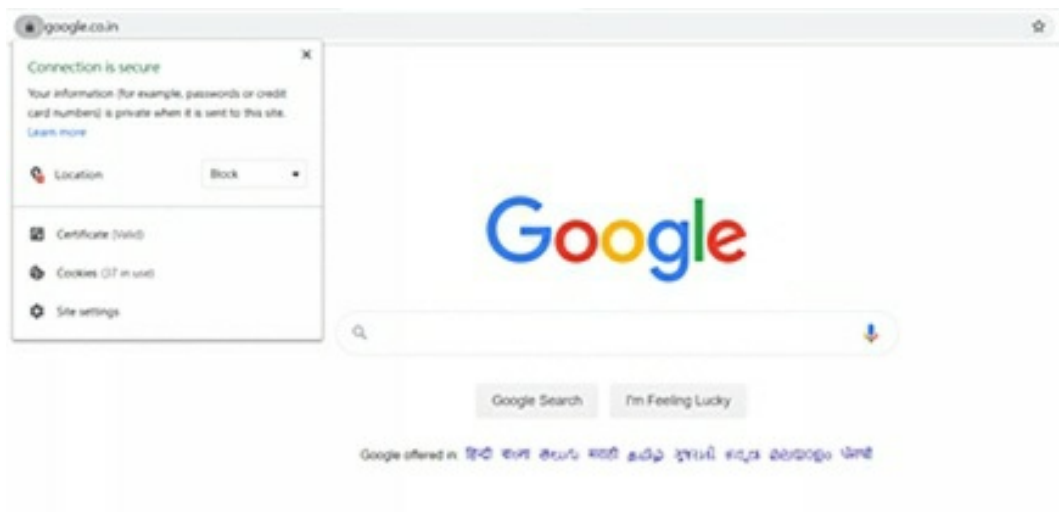 google.co.in
Connection is secure
Your information (for example, passwords or credit
card numbers) is private when it is sent to this site.
Learn more
Location Block
Certificate (Valid)
Cookies (37 in use)
Site settings
Google
Google Search I'm Feeling Lucky
Google offered in: हिन्दी বাংলা తెలుగు मराठी தமிழ் ગુજરાતી ಕನ್ನಡ മലയാളം ਪੰਜਾਬੀ